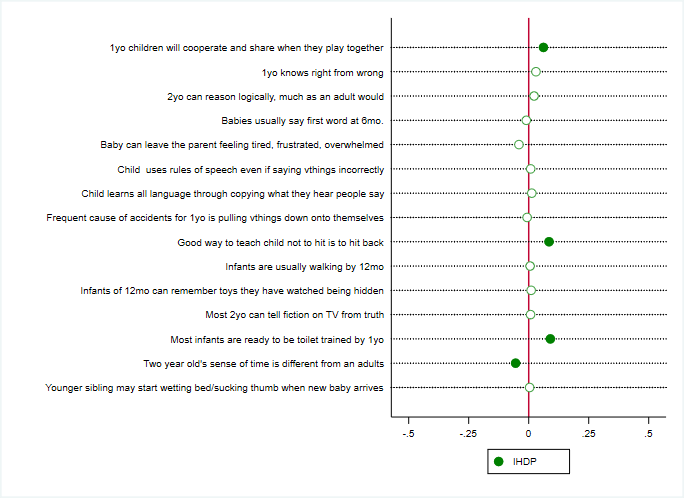 1yo children will cooperate and share when they play together
1yo knows right from wrong
2yo can reason logically, much as an adult would
Babies usually say first word at 6mo.
Baby can leave the parent feeling tired, frustrated, overwhelmed
Child  uses rules of speech even if saying vthings incorrectly
Child learns all language through copying what they hear people say
Frequent cause of accidents for 1yo is pulling vthings down onto themselves
Good way to teach child not to hit is to hit back
Infants are usually walking by 12mo
Infants of 12mo can remember toys they have watched being hidden
Most 2yo can tell fiction on TV from truth
Most infants are ready to be toilet trained by 1yo
Two year old's sense of time is different from an adults
Younger sibling may start wetting bed/sucking thumb when new baby arrives
-.5 -.25 0 .25 .5
IHDP